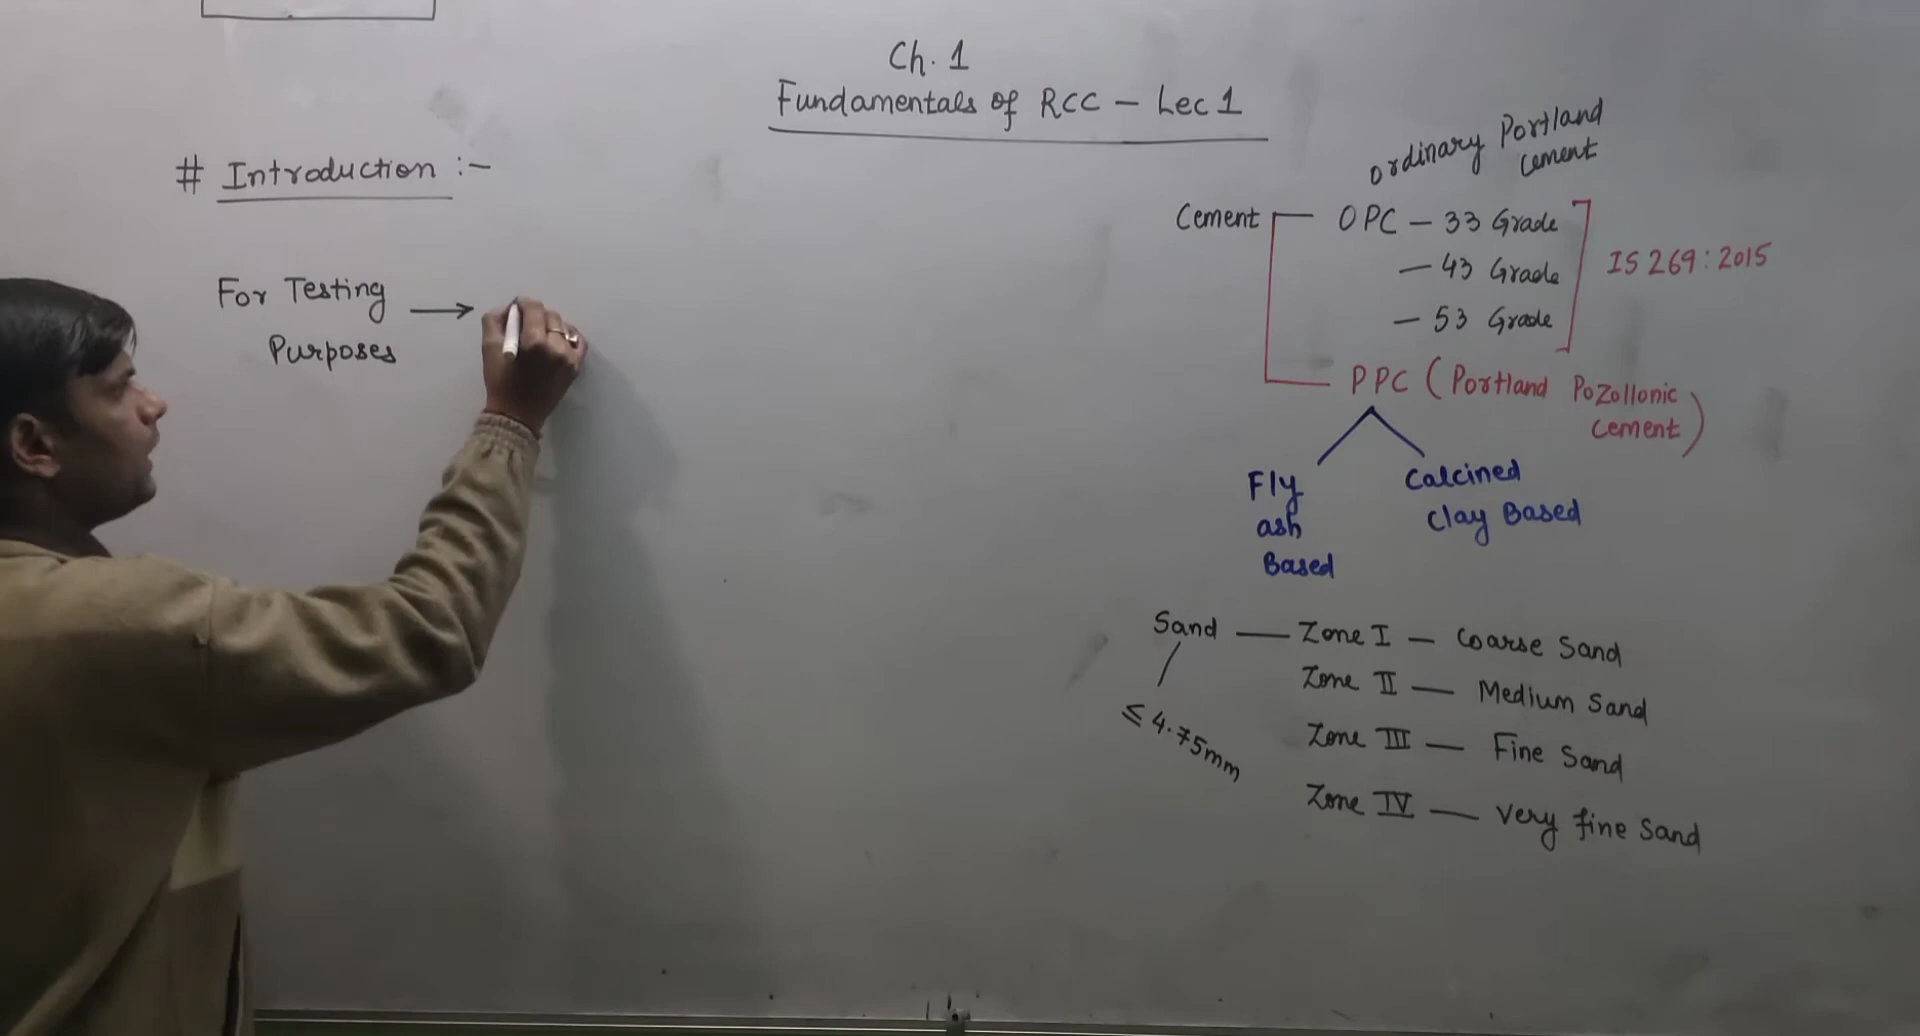 Ch. 1
Fundamentals of RCC - Lec 1
# Introduction :-
For Testing
Purposes
ordinary Portland
cement
Cement OPC - 33 Grade
- 43 Grade
- 53 Grade
IS 269:2015
PPC (Portland Pozollonic
Cement)
Fly
ash
Based
Calcined
Clay Based
Sand - Zone I - Coarse Sand
Zone II - Medium Sand
≤ 4.75mm
Zone III - Fine Sand
Zone IV - Very fine Sand